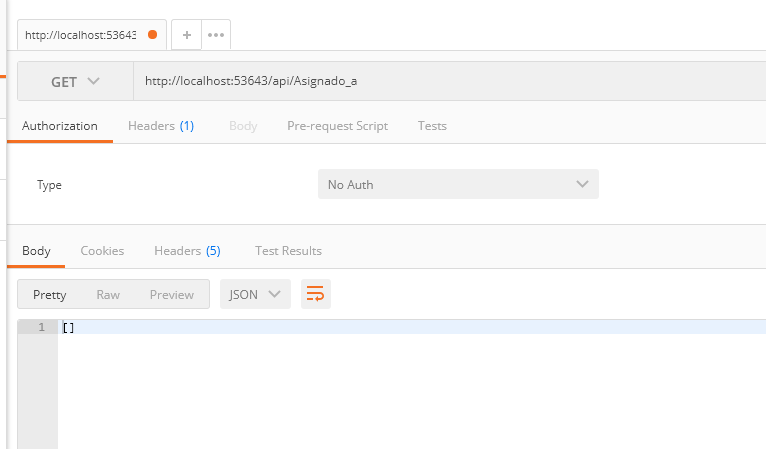 http://localhost:53643 + •••
GET http://localhost:53643/api/Asignado_a
Authorization Headers (1) Body Pre-request Script Tests
Type No Auth
Body Cookies Headers (5) Test Results
Pretty Raw Preview JSON
1 []